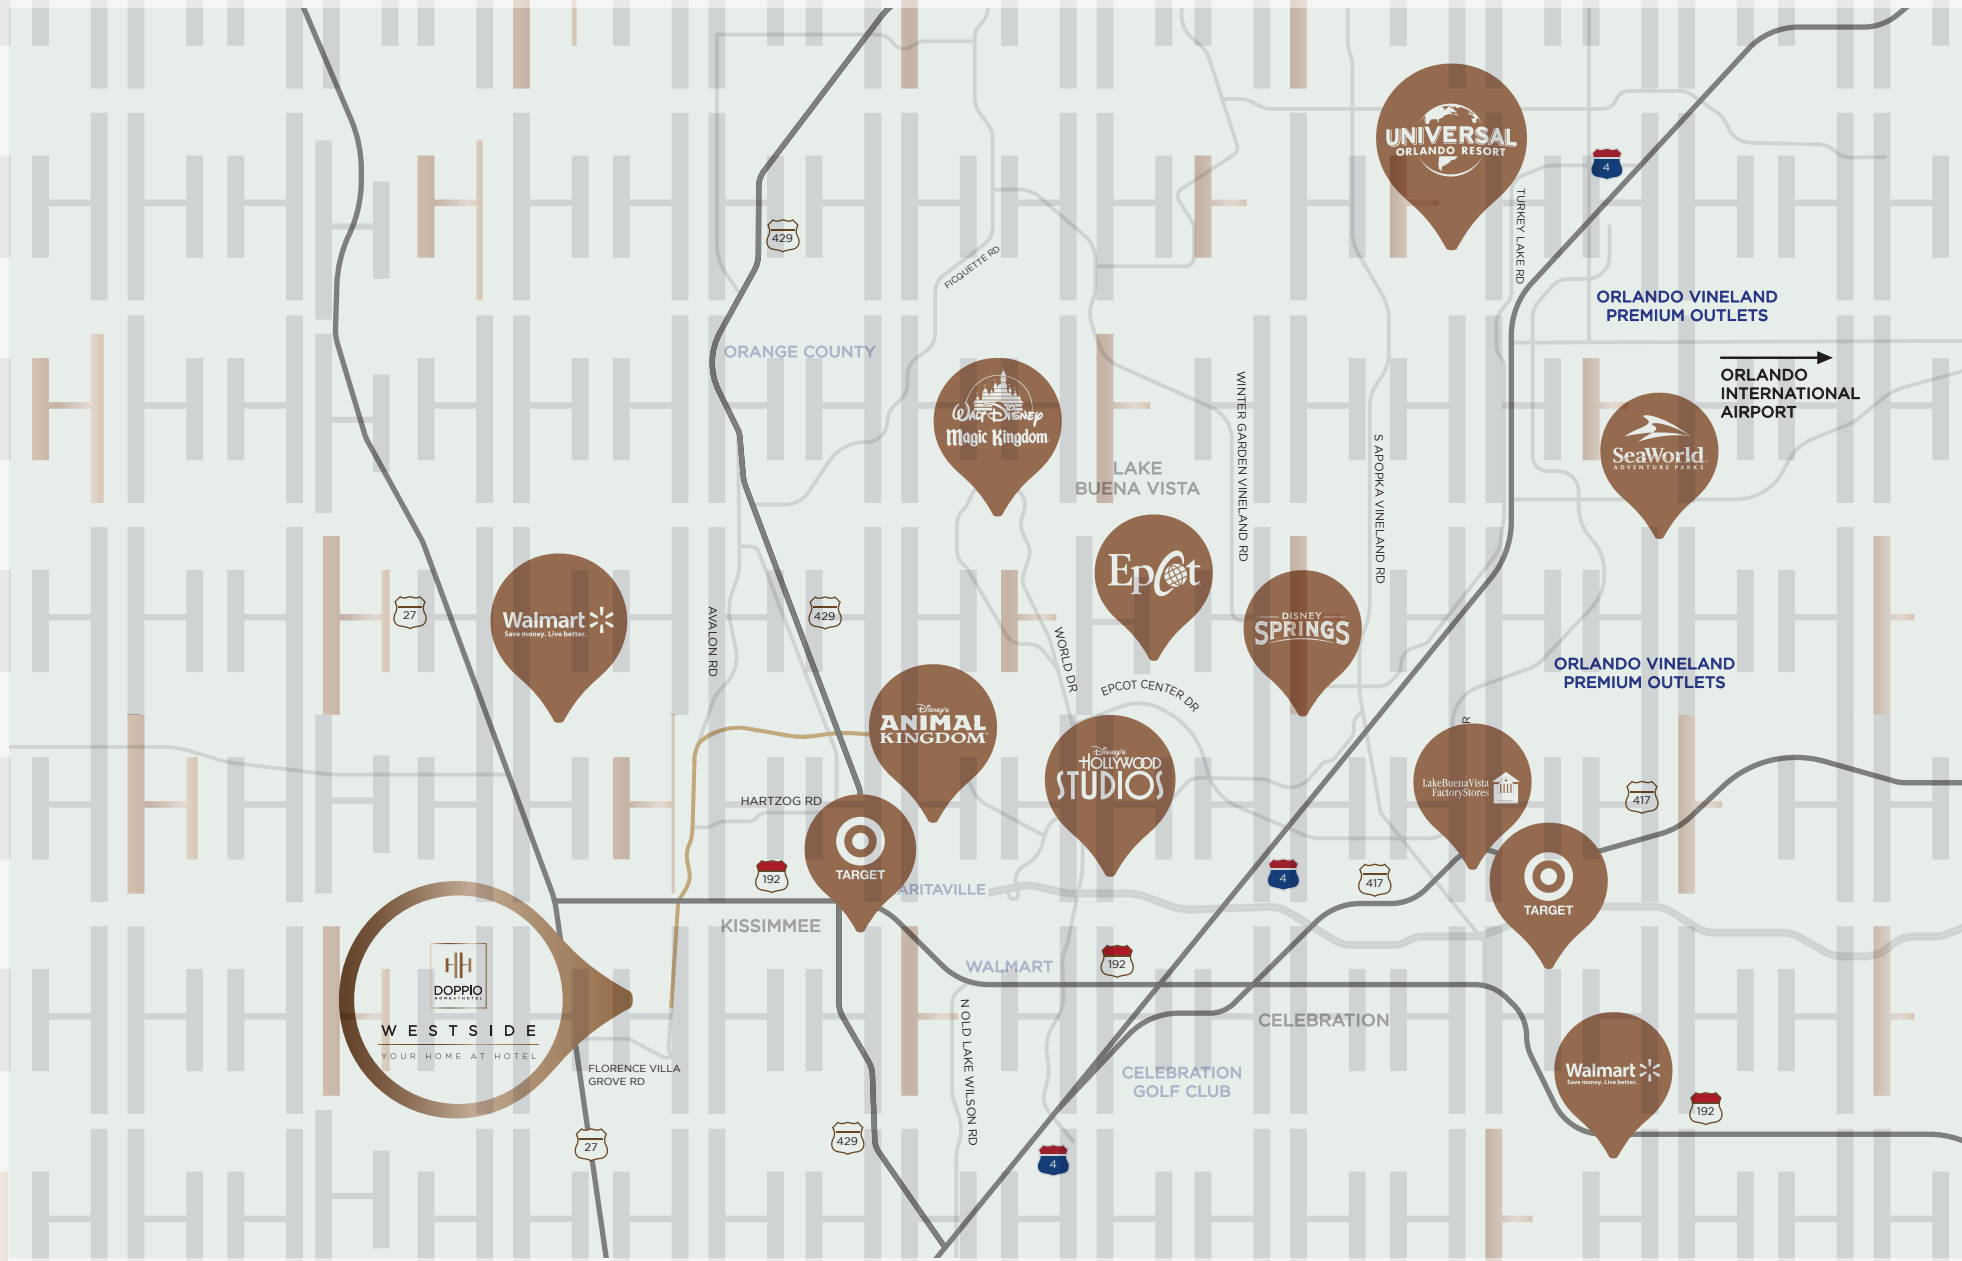 UNIVERSAL
ORLANDO RESORT
4
TURKEY LAKE RD
429
FICQUETTE RD
ORLANDO VINELAND
PREMIUM OUTLETS
ORANGE COUNTY
ORLANDO
INTERNATIONAL
AIRPORT
WALT DISNEY
Magic Kingdom
WINTER GARDEN VINELAND RD
S APOPKA VINELAND RD
SeaWorld
ADVENTURE PARKS
LAKE
BUENA VISTA
Epcot
27
Walmart
Save money. Live better.
AVALON RD
429
WORLD DR
DISNEY
SPRINGS
EPCOT CENTER DR
ORLANDO VINELAND
PREMIUM OUTLETS
Disney's
ANIMAL
KINGDOM
R
Disney's
HOLLYWOOD
STUDIOS
LakeBuenaVista
FactoryStores
417
HARTZOG RD
TARGET
192
ARITAVILLE
4
417
TARGET
KISSIMMEE
WALMART
192
DOPPIO
HOMEATHOTEL
WESTSIDE
YOUR HOME AT HOTEL
N OLD LAKE WILSON RD
CELEBRATION
FLORENCE VILLA
GROVE RD
CELEBRATION
GOLF CLUB
Walmart
Save money. Live better.
192
27
429
4